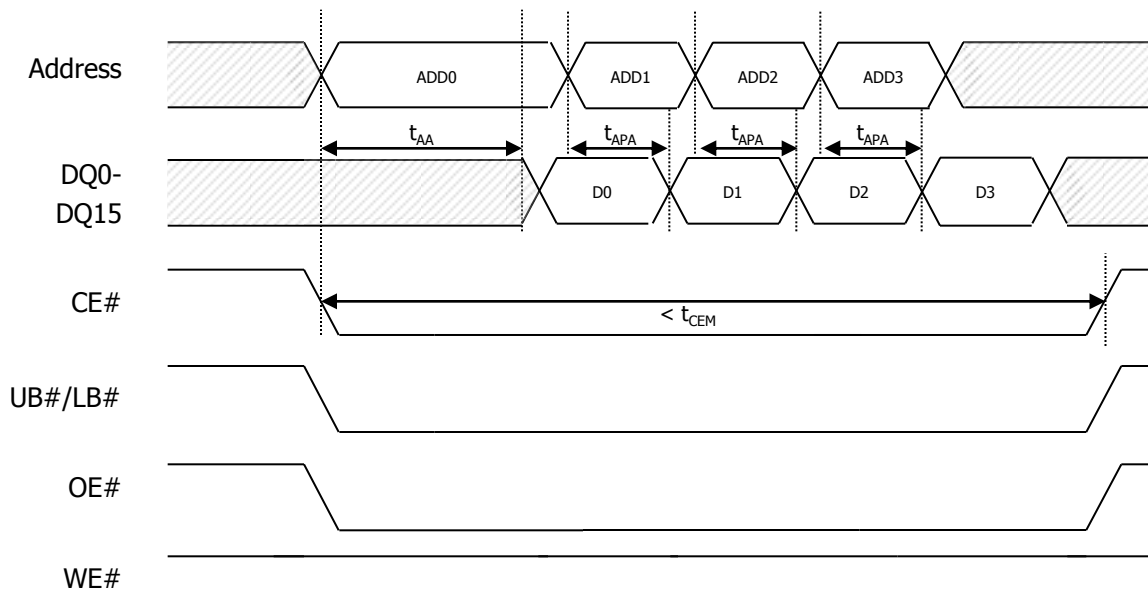 Address
ADD0
ADD1
ADD2
ADD3
tAA
tAPA
tAPA
tAPA
DQ0-
DQ15
D0
D1
D2
D3
CE#
< tCEM
UB#/LB#
OE#
WE#